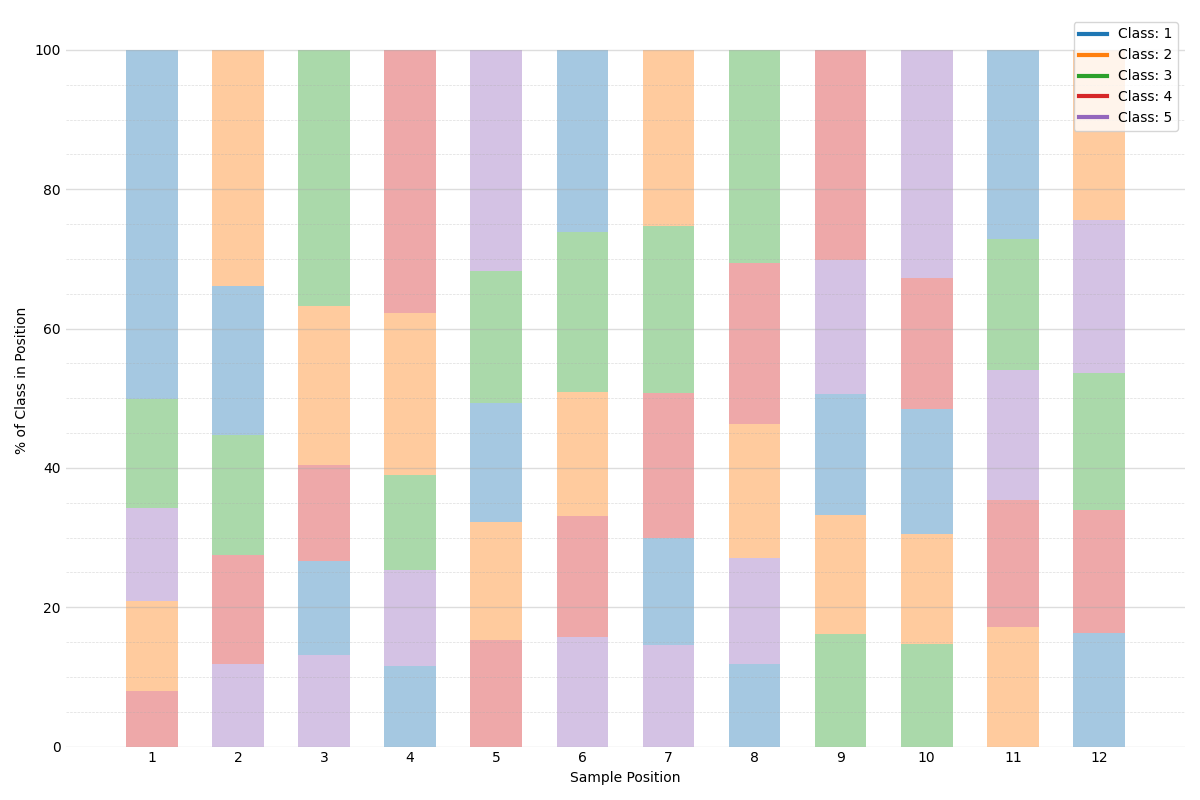 Class: 1
Class: 2
Class: 3
Class: 4
Class: 5
100
80
60
40
20
0
% of Class in Position
1 2 3 4 5 6 7 8 9 10 11 12
Sample Position